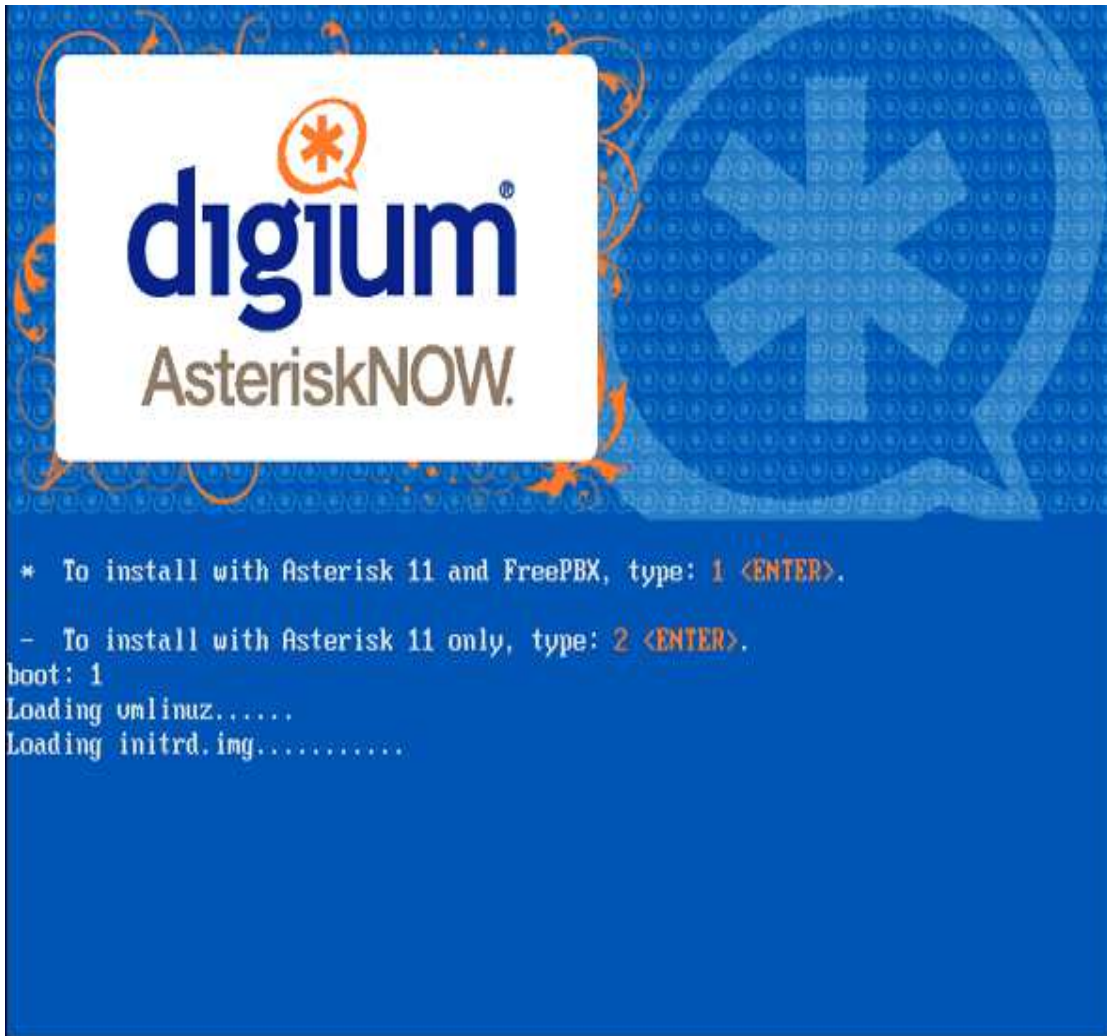 digium®
AsteriskNOW.
* To install with Asterisk 11 and FreePBX, type: 1 <ENTER>.
- To install with Asterisk 11 only, type: 2 <ENTER>.
boot: 1
Loading vmlinuz......
Loading initrd.img...........